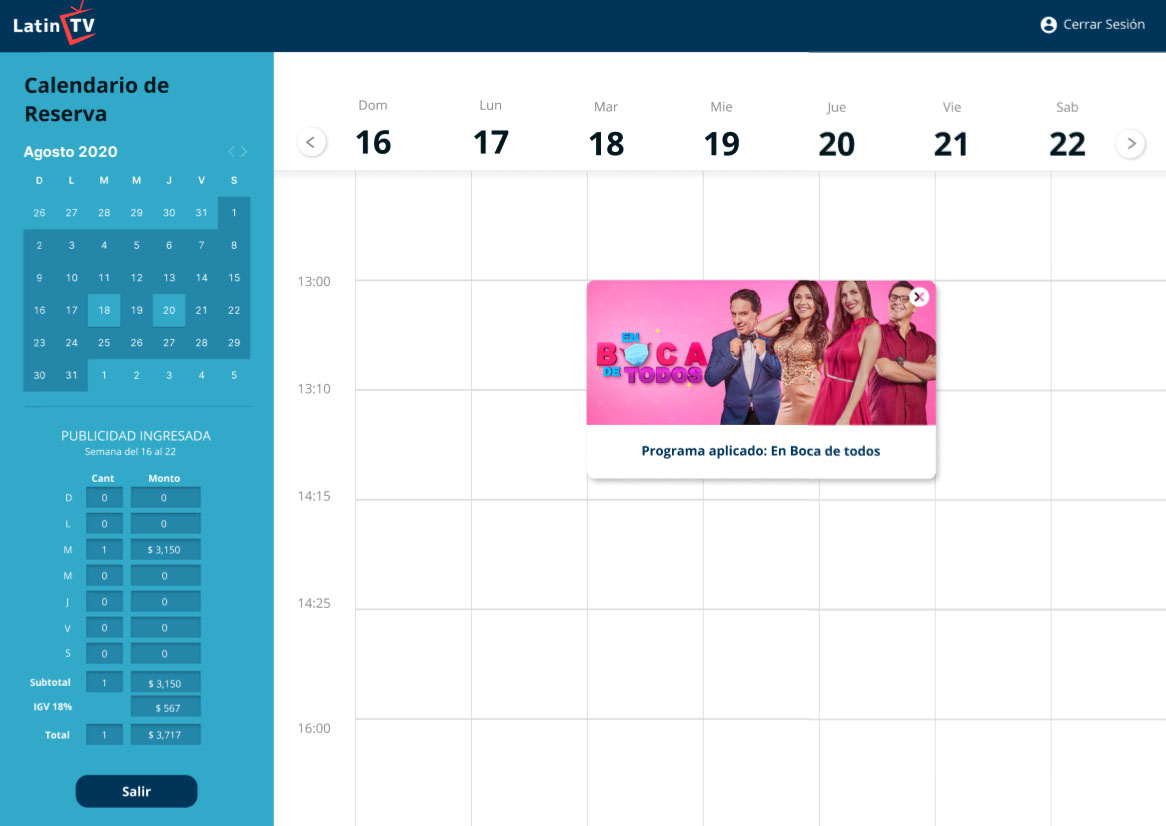 Latin TV
Cerrar Sesión
Calendario de
Reserva
Agosto 2020
D L M M J V S
26 27 28 29 30 31 1
2 3 4 5 6 7 8
9 10 11 12 13 14 15
16 17 18 19 20 21 22
23 24 25 26 27 28 29
30 31 1 2 3 4 5
PUBLICIDAD INGRESADA
Semana del 16 al 22
Cant Monto
D 0 0
L 0 0
M 1 $ 3,150
M 0 0
J 0 0
V 0 0
S 0 0
Subtotal 1 $ 3,150
IGV 18% $ 567
Total 1 $ 3,717
Salir
Dom Lun Mar Mie Jue Vie Sab
16 17 18 19 20 21 22
13:00
13:10
14:15
14:25
16:00
EN
BOCA
DE TODOS
Programa aplicado: En Boca de todos